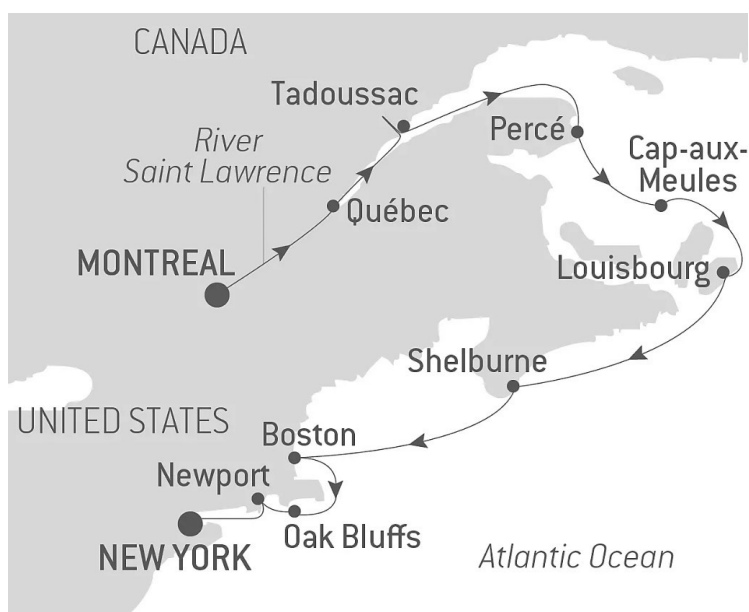 CANADA
Tadoussac
River
Saint Lawrence
Percé
Cap-aux-
Meules
Québec
MONTREAL
Louisbourg
Shelburne
UNITED STATES
Boston
Newport
Oak Bluffs
NEW YORK
Atlantic Ocean